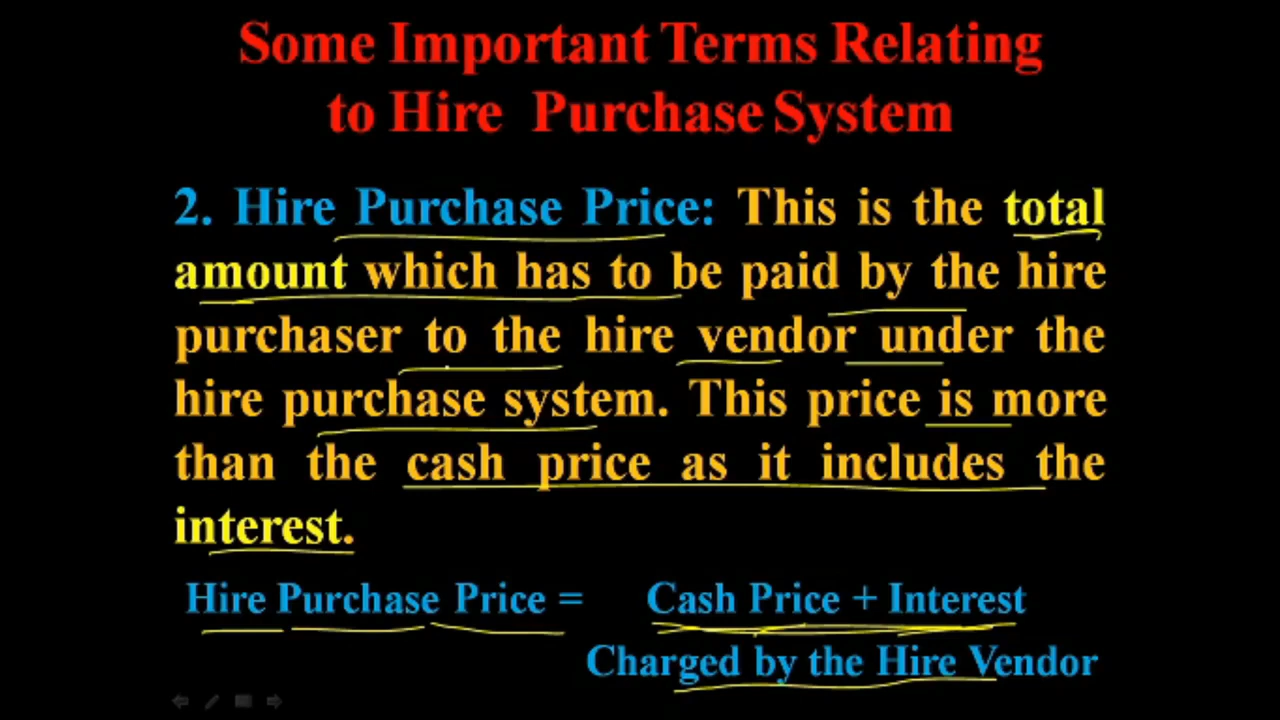 Some Important Terms Relating
to Hire Purchase System
2. Hire Purchase Price: This is the total
amount which has to be paid by the hire
purchaser to the hire vendor under the
hire purchase system. This price is more
than the cash price as it includes the
interest.
Hire Purchase Price = Cash Price + Interest
Charged by the Hire Vendor